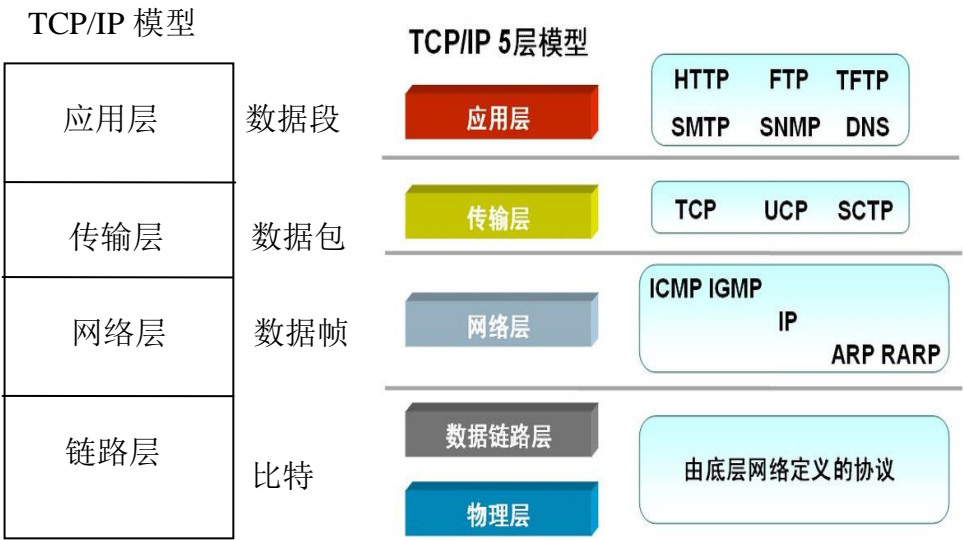 TCP/IP 模型
应用层 数据段
传输层 数据包
网络层 数据帧
链路层 比特
TCP/IP 5层模型
应用层
HTTP FTP TFTP
SMTP SNMP DNS
传输层
TCP UCP SCTP
网络层
ICMP IGMP
IP
ARP RARP
数据链路层
物理层
由底层网络定义的协议